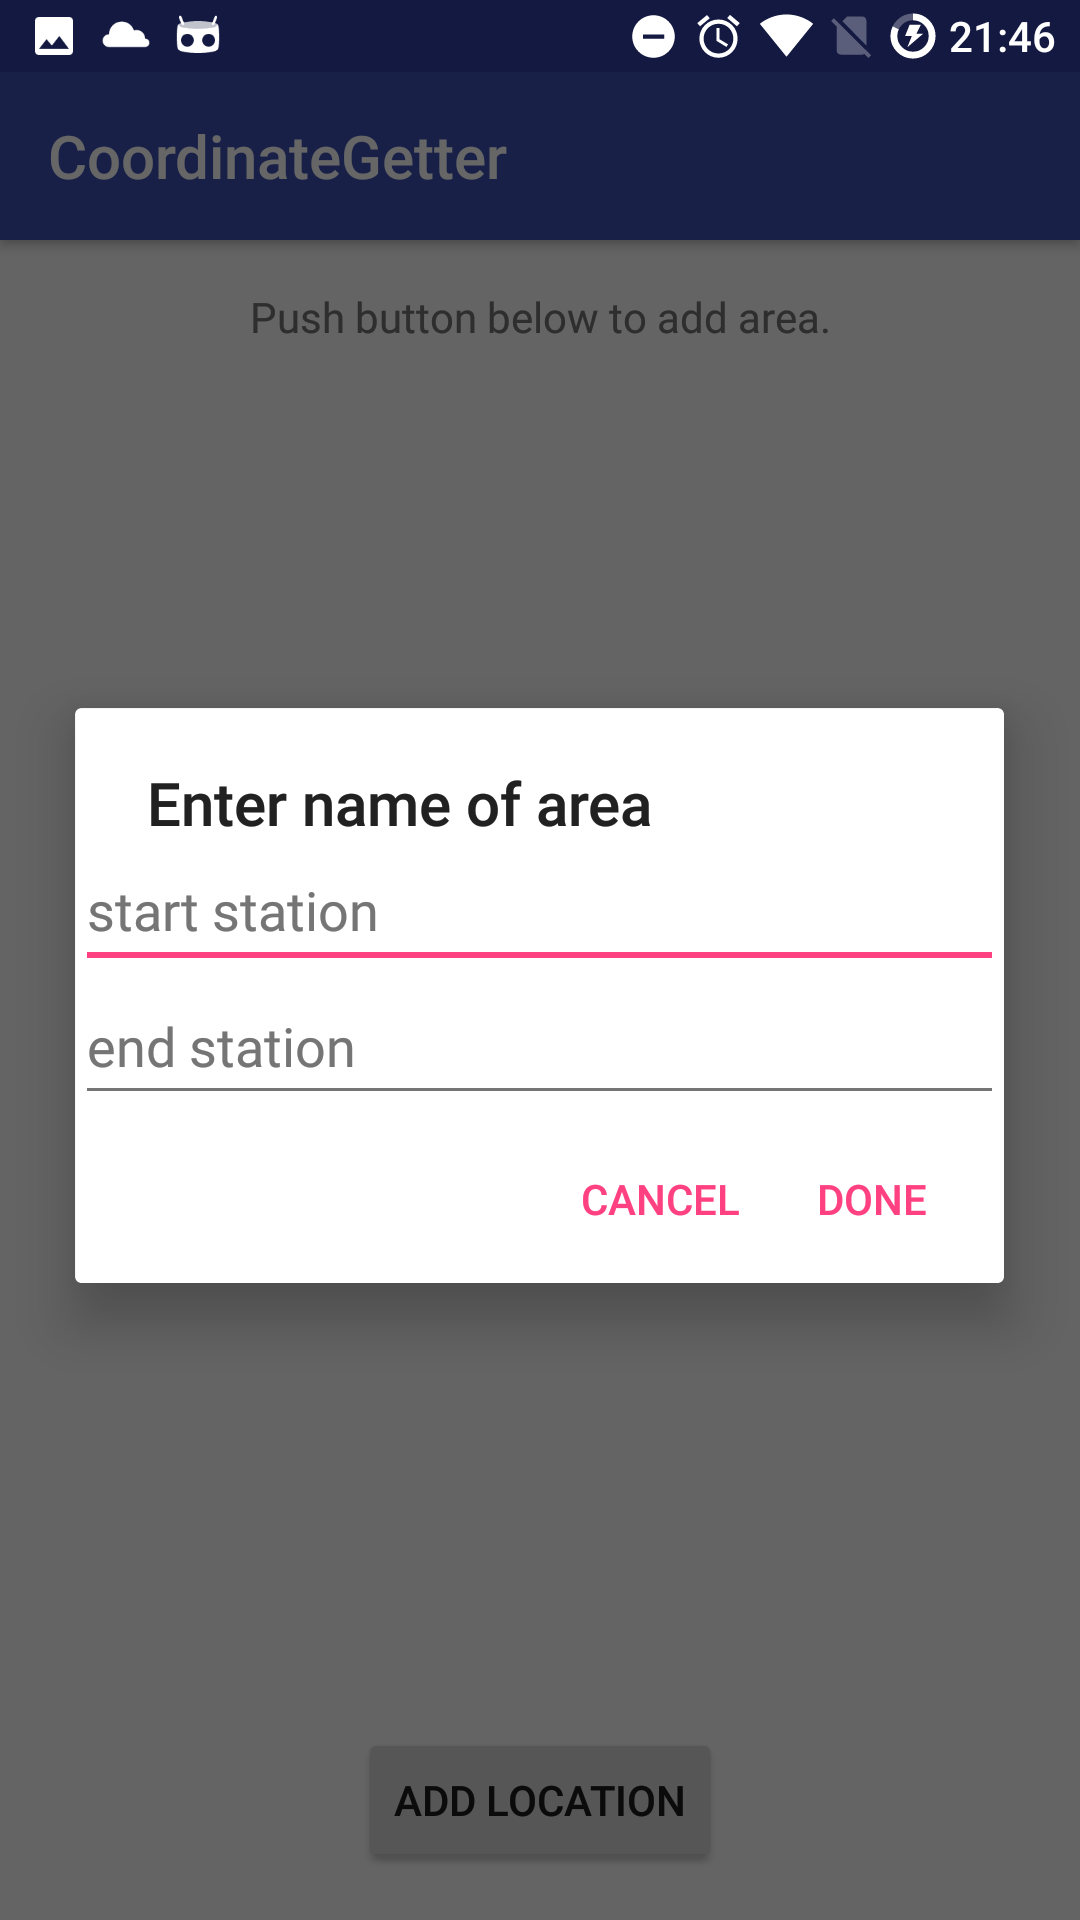 21:46
CoordinateGetter
Push button below to add area.
Enter name of area
start station
end station
CANCEL DONE
ADD LOCATION